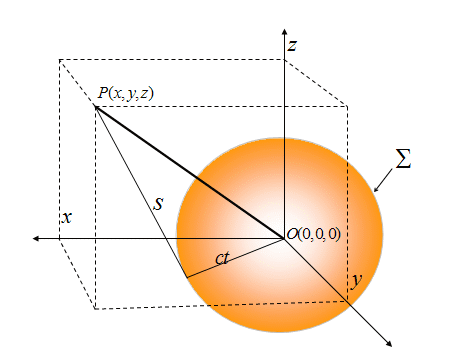 z
P(x, y, z)
Σ
S
x
O(0,0,0)
ct
y